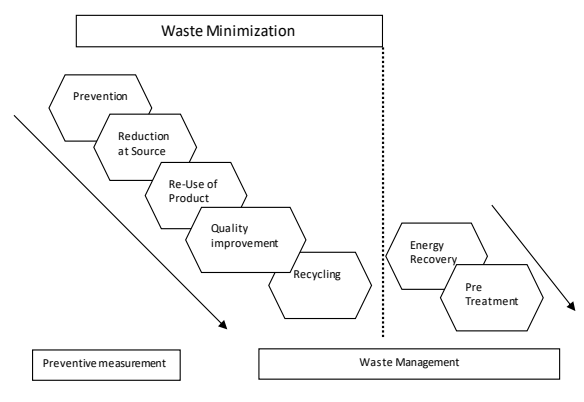 Waste Minimization
Prevention
Reduction
at Source
Re-Use of
Product
Quality
improvement
Recycling
Energy
Recovery
Pre
Treatment
Preventive measurement
Waste Management